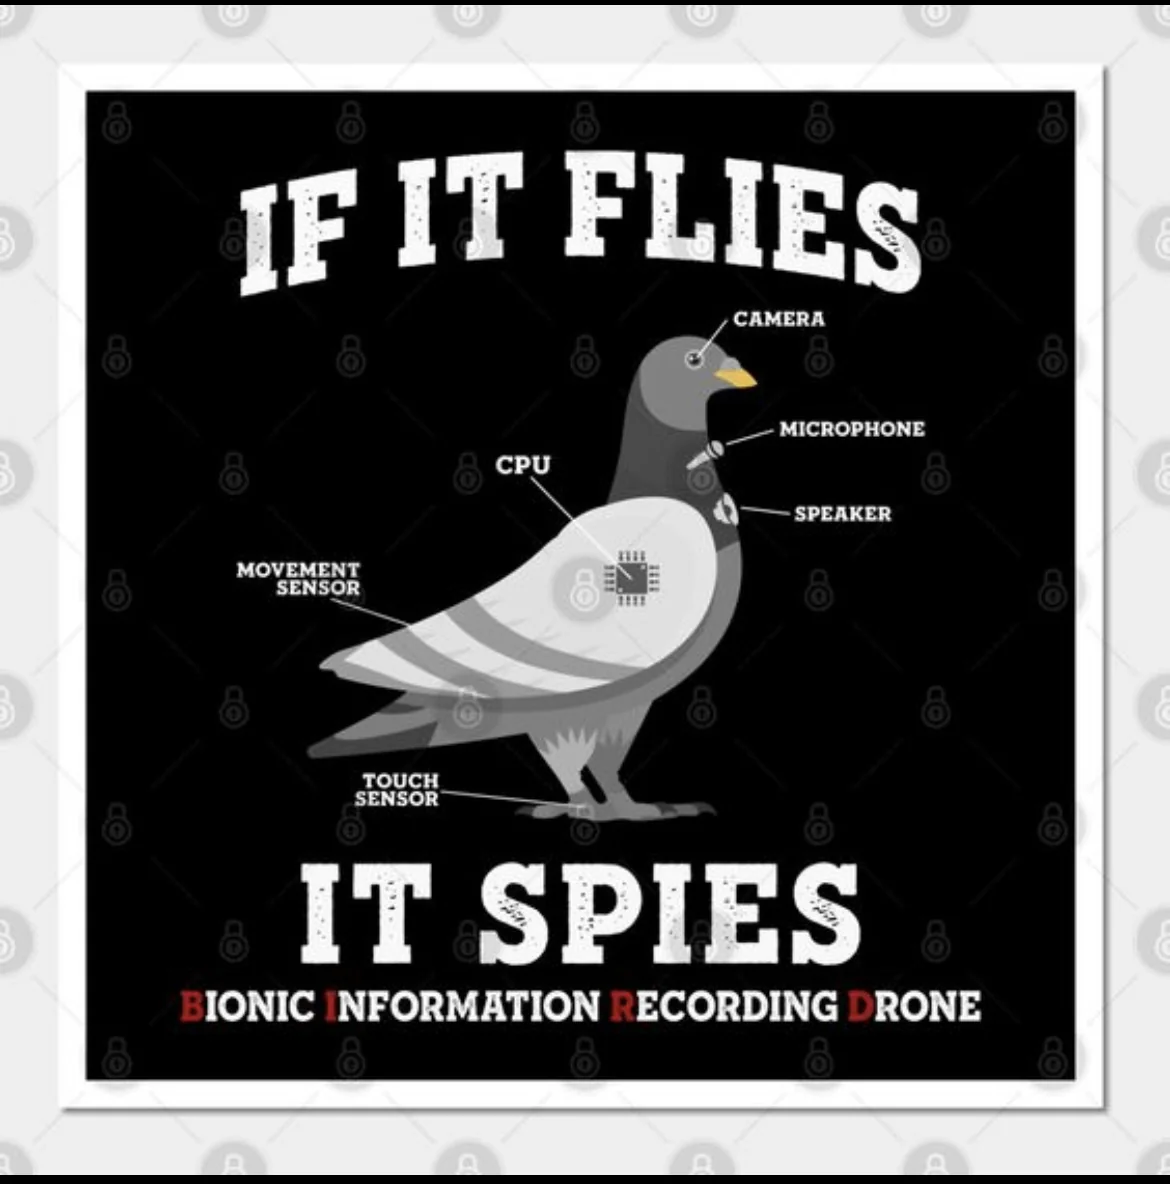 IF IT FLIES
CAMERA
MICROPHONE
CPU
SPEAKER
MOVEMENT
SENSOR
TOUCH
SENSOR
IT SPIES
BIONIC INFORMATION RECORDING DRONE